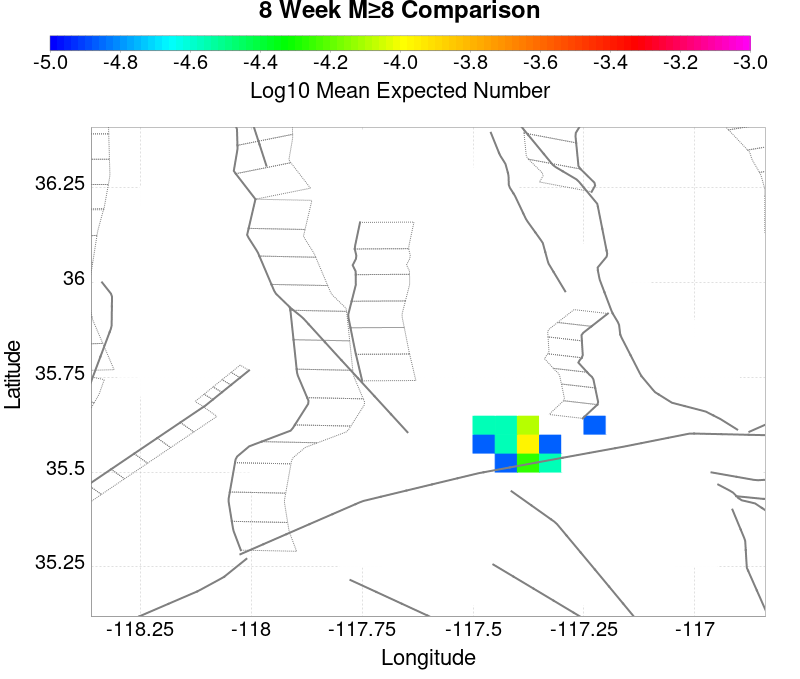 8 Week M≥8 Comparison
-5.0 -4.8 -4.6 -4.4 -4.2 -4.0 -3.8 -3.6 -3.4 -3.2 -3.0
Log10 Mean Expected Number
36.25
36
35.75
35.5
35.25
Latitude
-118.25 -118 -117.75 -117.5 -117.25 -117
Longitude